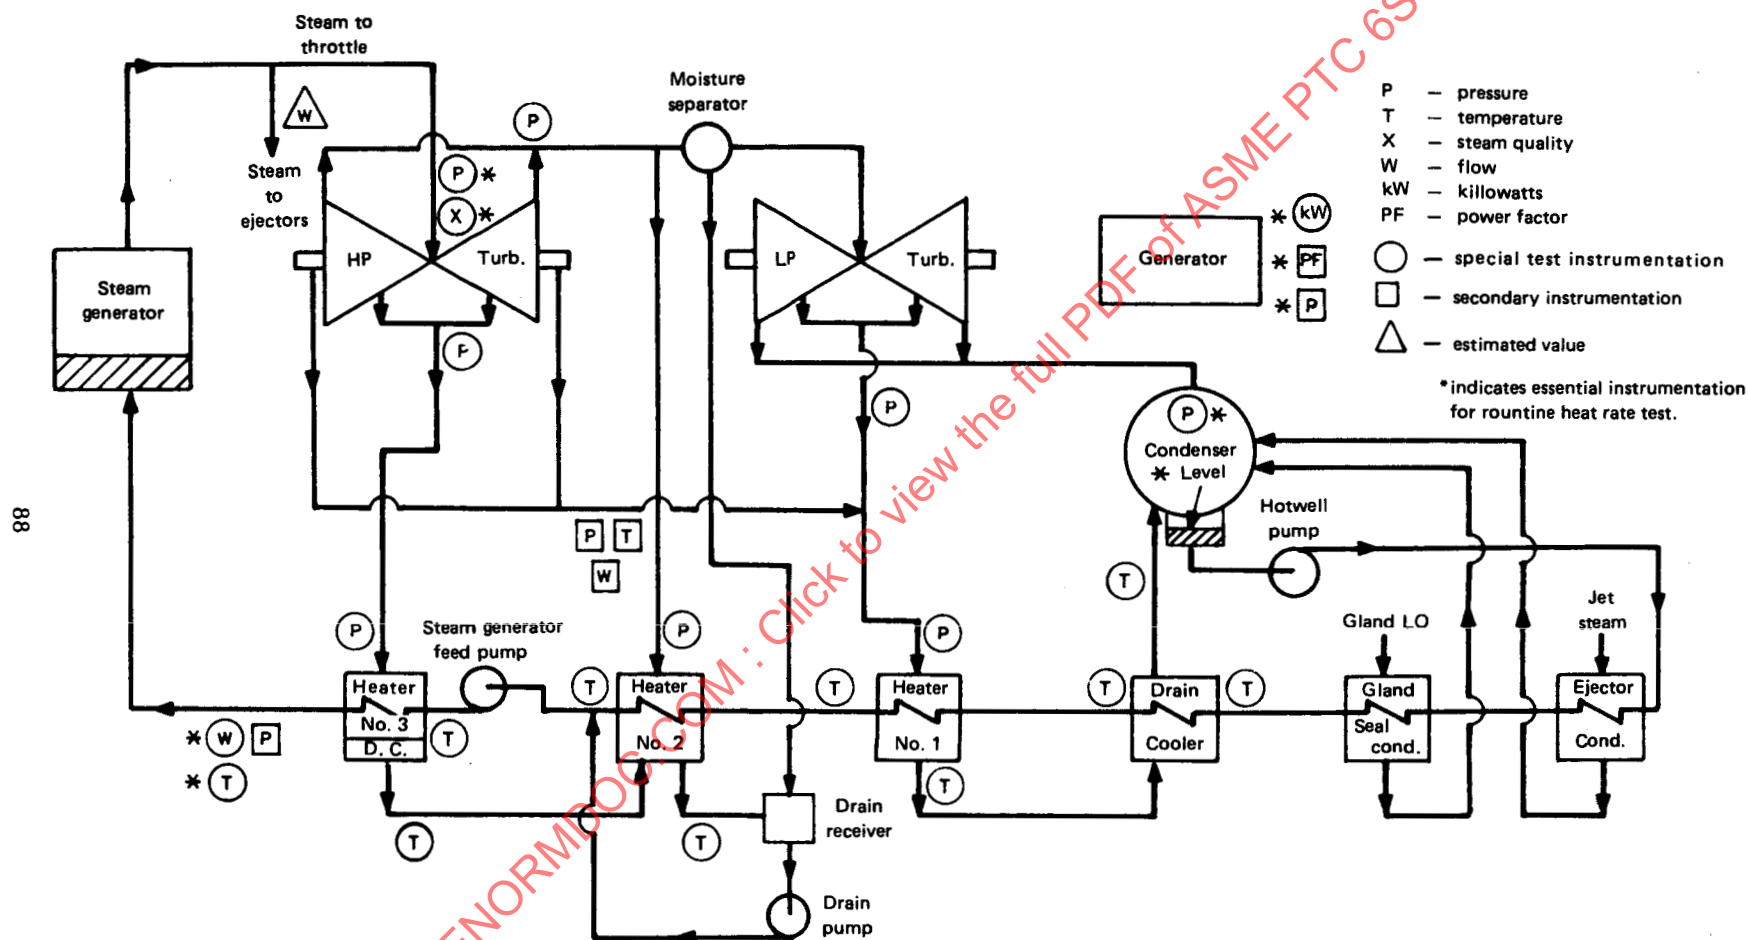 Steam to
throttle
W
Steam
to
ejectors
P
Moisture
separator
P *
X *
HP
Turb.
LP
Turb.
Steam
generator
P
P
Generator
* kW
* PF
* P
P — pressure
T — temperature
X — steam quality
W — flow
kW — killowatts
PF — power factor
— special test instrumentation
— secondary instrumentation
— estimated value
*indicates essential instrumentation
for rountine heat rate test.
P *
Condenser
* Level
Hotwell
pump
T
P T
W
88
Gland LO
Jet
steam
P
Steam generator
feed pump
P
P
Heater
No. 3
D. C.
T
T
Heater
No. 2
T
Heater
No. 1
T
Drain
Cooler
T
Gland
Seal
cond.
Ejector
Cond.
* W P
* T
T
T
T
Drain
receiver
Drain
pump
ENORMDOC.COM : Click to view the full PDF of ASME PTC 6S